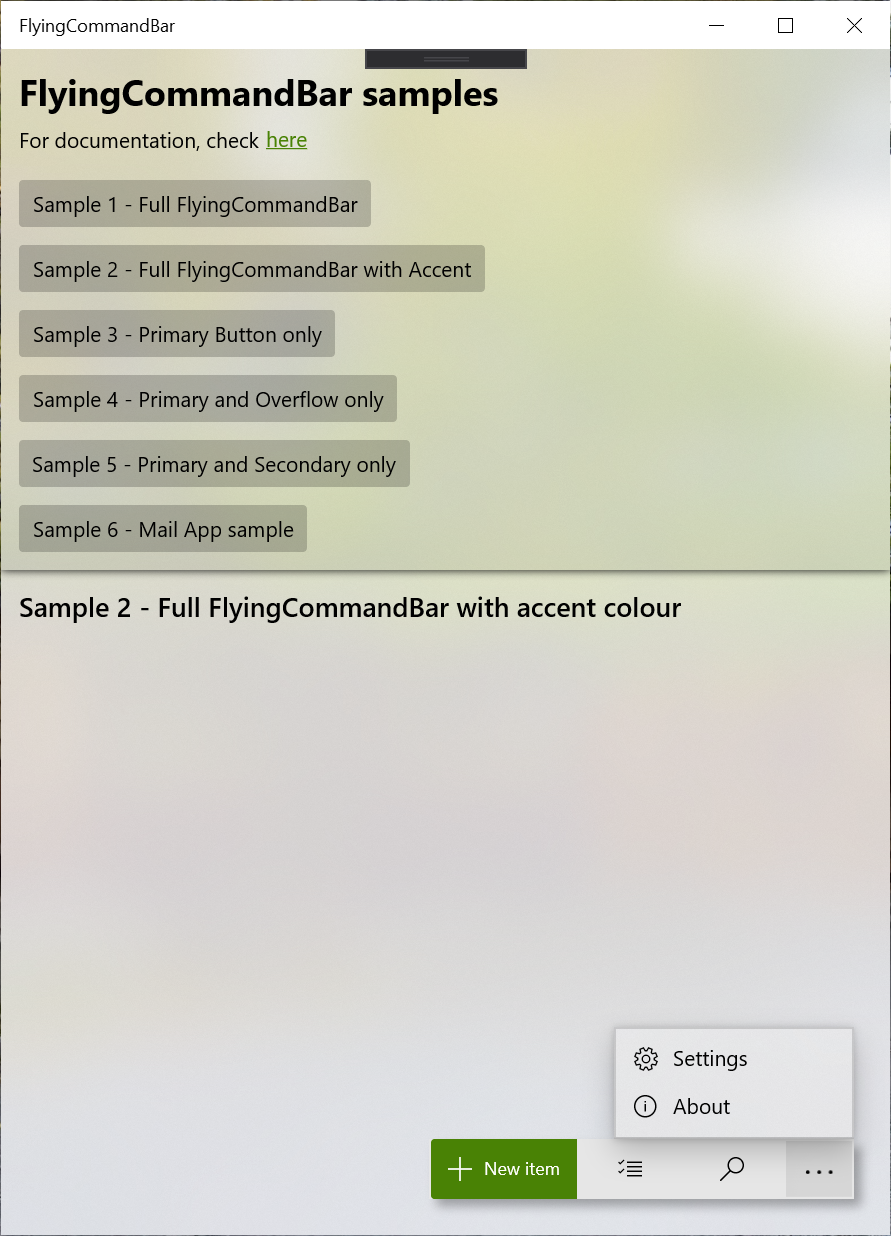 FlyingCommandBar
FlyingCommandBar samples
For documentation, check here
Sample 1 - Full FlyingCommandBar
Sample 2 - Full FlyingCommandBar with Accent
Sample 3 - Primary Button only
Sample 4 - Primary and Overflow only
Sample 5 - Primary and Secondary only
Sample 6 - Mail App sample
Sample 2 - Full FlyingCommandBar with accent colour
Settings
About
New item